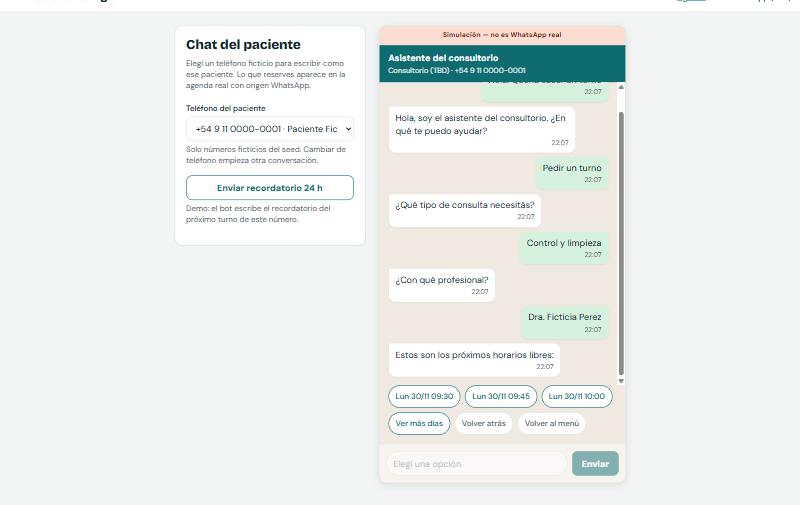 Chat del paciente
Elegí un teléfono ficticio para escribir como
ese paciente. Lo que reserves aparece en la
agenda real con origen WhatsApp.
Teléfono del paciente
+54 9 11 0000-0001 · Paciente Fic
Solo números ficticios del seed. Cambiar de
teléfono empieza otra conversación.
Enviar recordatorio 24 h
Demo: el bot escribe el recordatorio del
próximo turno de este número.
Simulación — no es WhatsApp real
Asistente del consultorio
Consultorio (TBD) · +54 9 11 0000-0001
22:07
Hola, soy el asistente del consultorio. ¿En
qué te puedo ayudar?
22:07
Pedir un turno
22:07
¿Qué tipo de consulta necesitás?
22:07
Control y limpieza
22:07
¿Con qué profesional?
22:07
Dra. Ficticia Perez
22:07
Estos son los próximos horarios libres:
22:07
Lun 30/11 09:30
Lun 30/11 09:45
Lun 30/11 10:00
Ver más días
Volver atrás
Volver al menú
Elegí una opción
Enviar